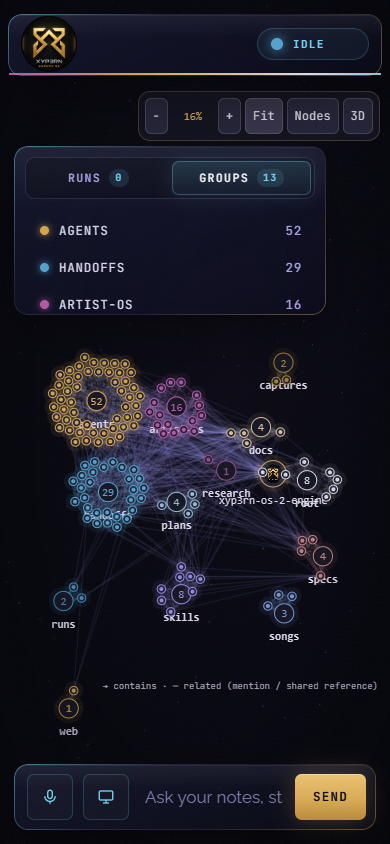 XYP3RN
IDLE
- 16% + Fit Nodes 3D
RUNS 0 GROUPS 13
AGENTS 52
HANDOFFS 29
ARTIST-OS 16
2
captures
52
16
4
docs
1
research
8
xyp3rn-os-2-engine
29
4
plans
4
specs
2
runs
8
skills
3
songs
→ contains · — related (mention / shared reference)
1
web
Ask your notes, st
SEND